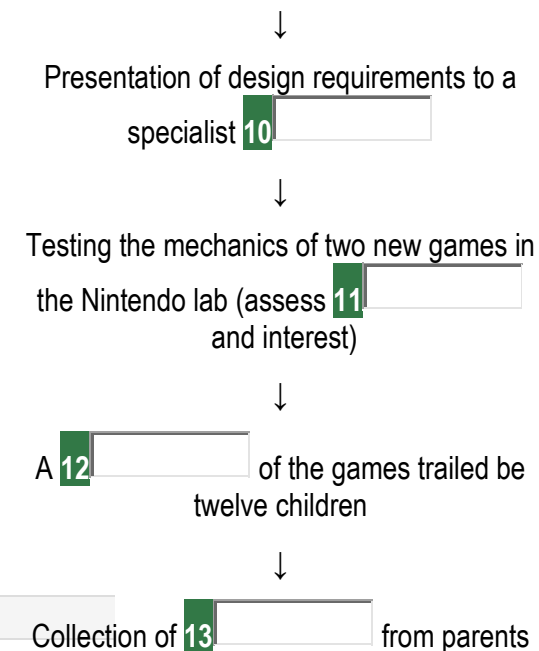 ↓
Presentation of design requirements to a
specialist 10
↓
Testing the mechanics of two new games in
the Nintendo lab (assess 11
and interest)
↓
A 12 of the games trailed be
twelve children
↓
Collection of 13 from parents